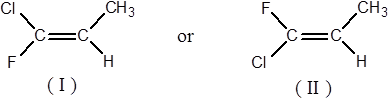 Cl CH₃ F CH₃
C=C or C=C
F H Cl H
( I ) ( II )